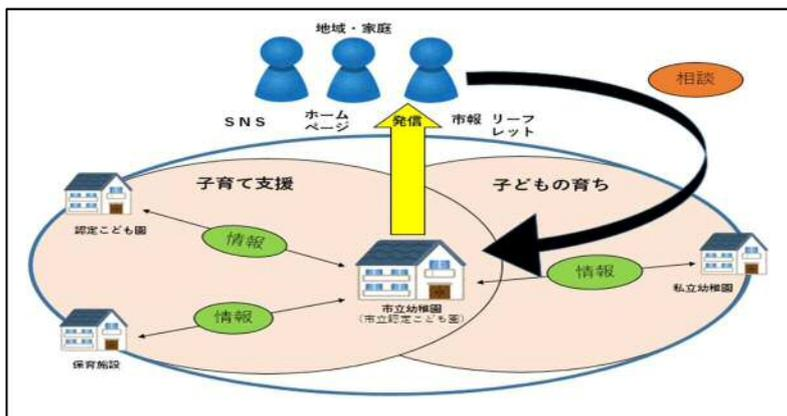 地域・家庭
相談
SNS
ホーム
ページ
発信
市報
リーフ
レット
子育て支援
子どもの育ち
認定こども園
情報
情報
私立幼稚園
市立幼稚園
（市立認定こども園）
情報
保育施設